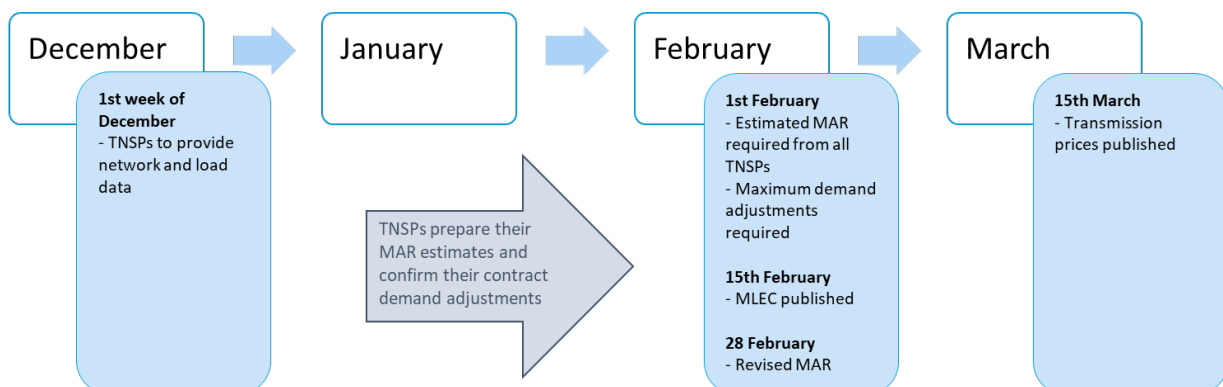 December
January
February
March
1st week of
December
- TNSPs to provide
network and load
data
TNSPs prepare their
MAR estimates and
confirm their contract
demand adjustments
1st February
- Estimated MAR
required from all
TNSPs
- Maximum demand
adjustments
required
15th February
- MLEC published
28 February
- Revised MAR
15th March
- Transmission
prices published